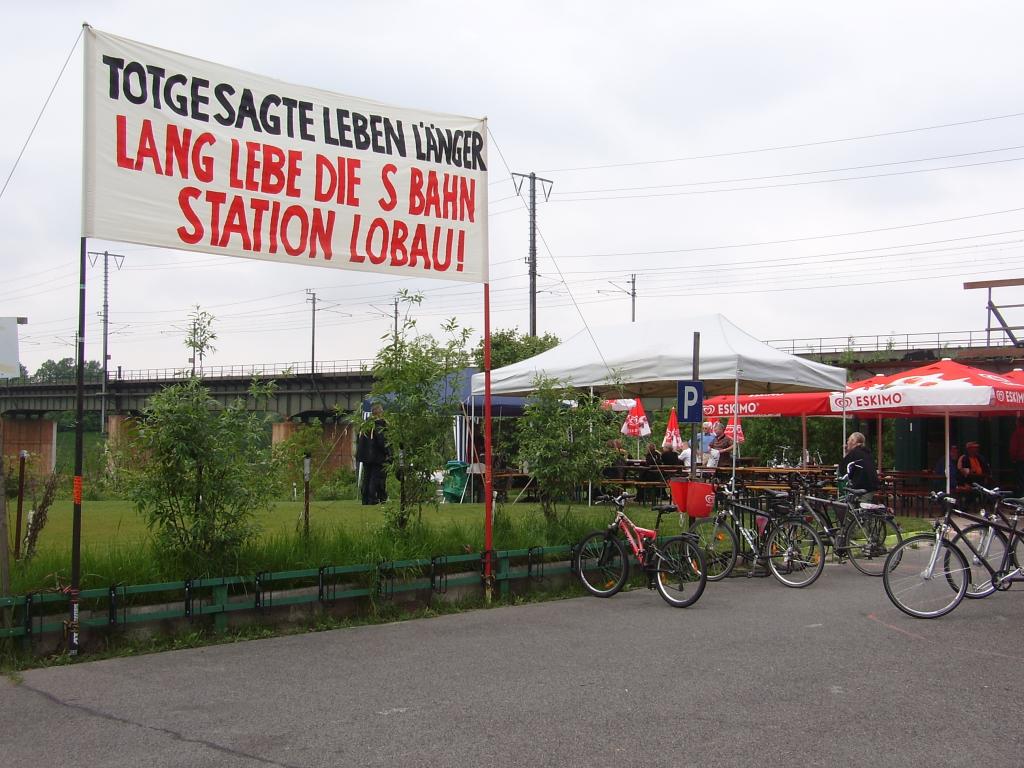 TOTGESAGTE LEBEN LÄNGER
LANG LEBE DIE S BAHN
STATION LOBAU!
P
ESKIMO
ESKIMO
ESKIMO